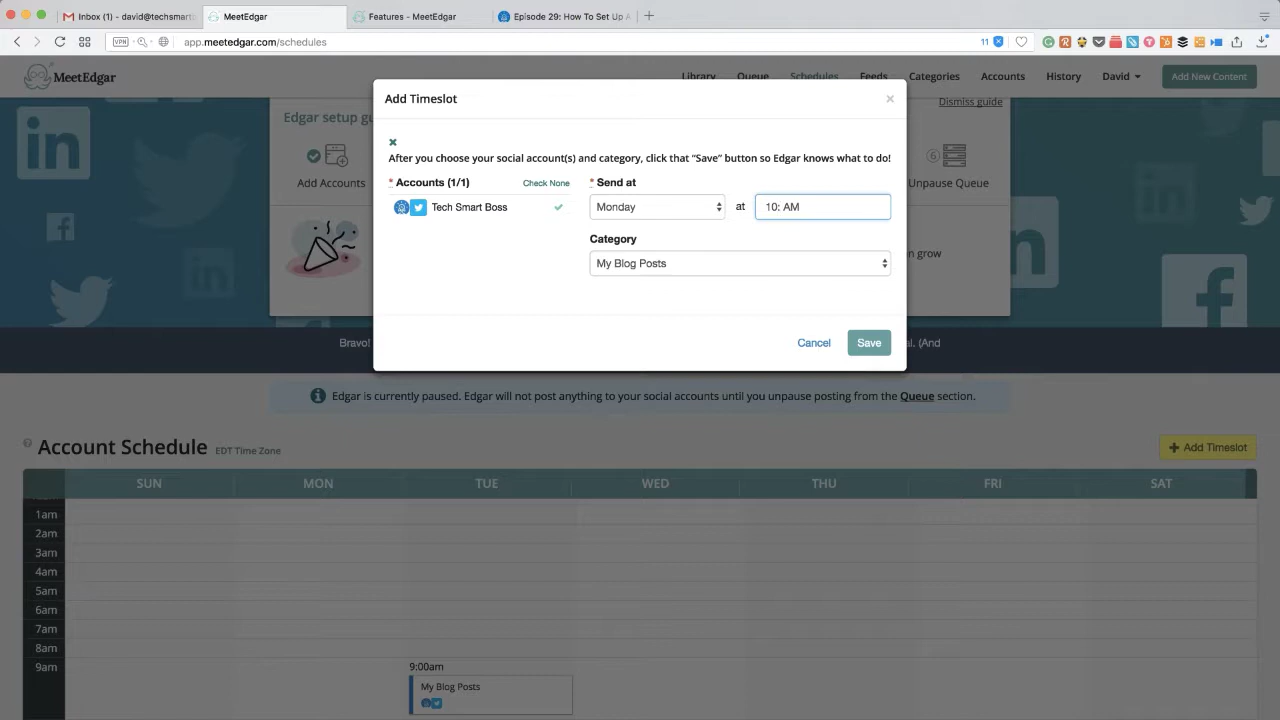 Inbox (1) - david@techsmart
MeetEdgar
Features - MeetEdgar
Episode 29: How To Set Up A
VPN
app.meetedgar.com/schedules
11
MeetEdgar
Library
Queue
Schedules
Feeds
Categories
Accounts
History
David
Add New Content
Edgar setup gu
Dismiss guide
Add Accounts
6
Unpause Queue
en grow
Add Timeslot
×
After you choose your social account(s) and category, click that “Save” button so Edgar knows what to do!
* Accounts (1/1)
Check None
* Send at
Tech Smart Boss
Monday
at
10: AM
Category
My Blog Posts
Cancel
Save
Bravo!
al. (And
Edgar is currently paused. Edgar will not post anything to your social accounts until you unpause posting from the Queue section.
Account Schedule
EDT Time Zone
+ Add Timeslot
SUN
MON
TUE
WED
THU
FRI
SAT
1am
2am
3am
4am
5am
6am
7am
8am
9am
9:00am
My Blog Posts